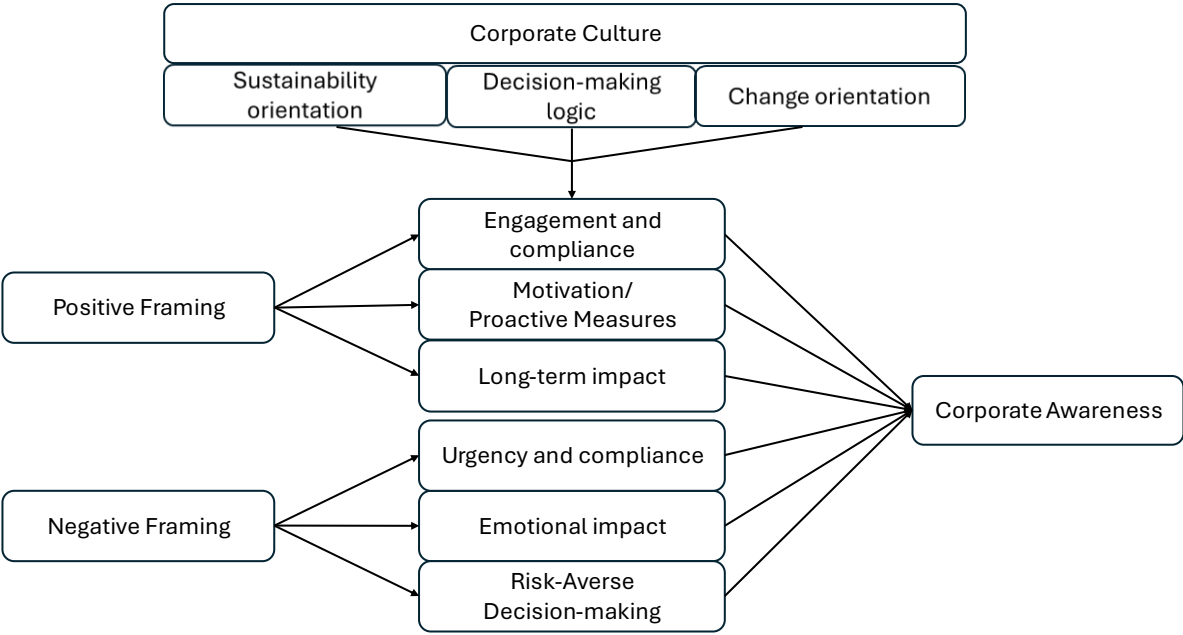 Corporate Culture
Sustainability
orientation
Decision-making
logic
Change orientation
Engagement and
compliance
Motivation/
Proactive Measures
Long-term impact
Positive Framing
Corporate Awareness
Urgency and compliance
Emotional impact
Risk-Averse
Decision-making
Negative Framing